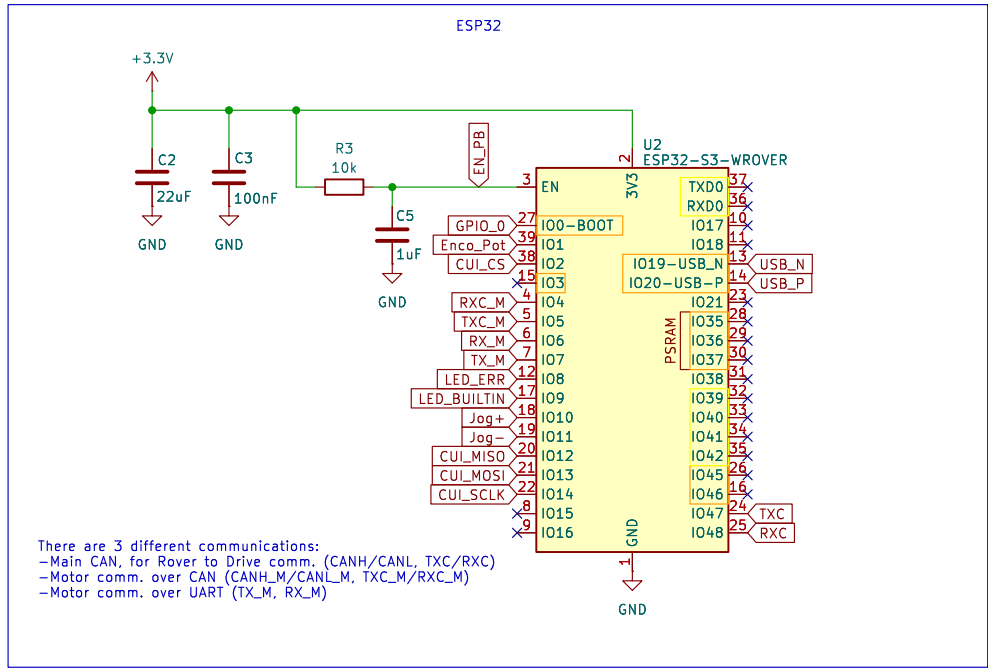 ESP32
+3.3V
C2
22uF
GND
C3
100nF
GND
R3
10k
C5
1uF
GND
EN_PB
U2
ESP32-S3-WROVER
2
3V3
3 EN
GPIO_0 27 IO0-BOOT
Enco_Pot 39 IO1
CUI_CS 38 IO2
15 IO3
RXC_M 4 IO4
TXC_M 5 IO5
RX_M 6 IO6
TX_M 7 IO7
LED_ERR 12 IO8
LED_BUILTIN 17 IO9
Jog+ 18 IO10
Jog- 19 IO11
CUI_MISO 20 IO12
CUI_MOSI 21 IO13
CUI_SCLK 22 IO14
8 IO15
9 IO16
TXD0 37
RXD0 36
IO17 10
IO18 11
IO19-USB_N 13 USB_N
IO20-USB-P 14 USB_P
IO21 23
IO35 28
IO36 29
IO37 30
PSRAM
IO38 31
IO39 32
IO40 33
IO41 34
IO42 35
IO45 26
IO46 16
IO47 24 TXC
IO48 25 RXC
GND
1
GND
There are 3 different communications:
-Main CAN, for Rover to Drive comm. (CANH/CANL, TXC/RXC)
-Motor comm. over CAN (CANH_M/CANL_M, TXC_M/RXC_M)
-Motor comm. over UART (TX_M, RX_M)